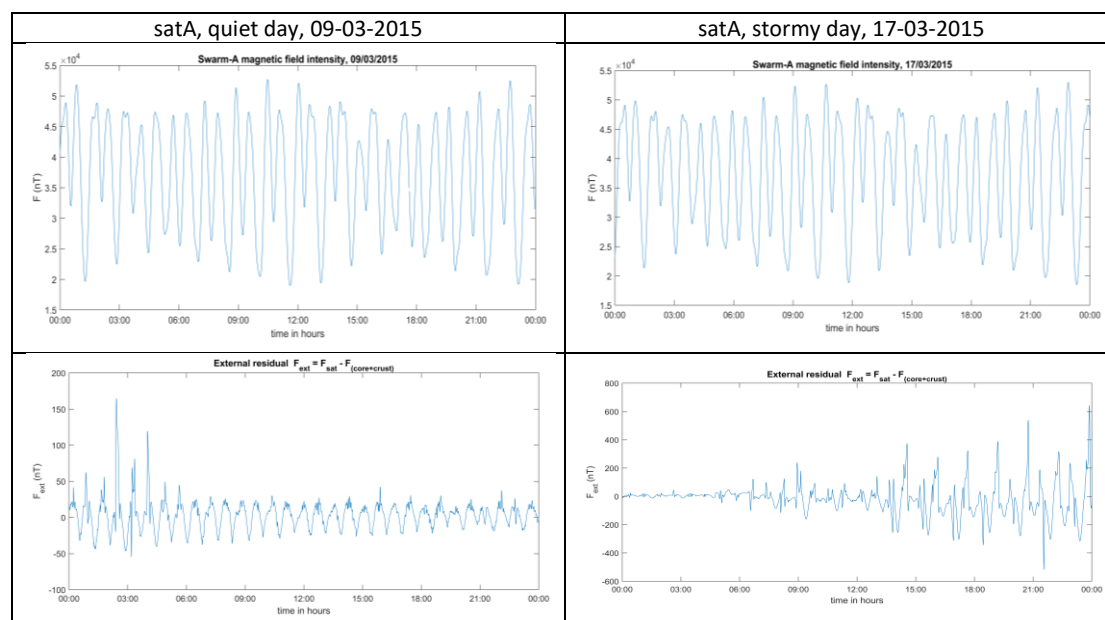 satA, quiet day, 09-03-2015
satA, stormy day, 17-03-2015
Swarm-A magnetic field intensity, 09/03/2015
×10⁴
5.5
5
4.5
4
3.5
3
2.5
2
1.5
F (nT)
00:00 03:00 06:00 09:00 12:00 15:00 18:00 21:00 00:00
time in hours
Swarm-A magnetic field intensity, 17/03/2015
×10⁴
5.5
5
4.5
4
3.5
3
2.5
2
1.5
F (nT)
00:00 03:00 06:00 09:00 12:00 15:00 18:00 21:00 00:00
time in hours
External residual F_ext = F_sat - F_(core+crust)
200
150
100
50
0
-50
-100
F_ext (nT)
00:00 03:00 06:00 09:00 12:00 15:00 18:00 21:00 00:00
time in hours
External residual F_ext = F_sat - F_(core+crust)
800
600
400
200
0
-200
-400
-600
F_ext (nT)
00:00 03:00 06:00 09:00 12:00 15:00 18:00 21:00 00:00
time in hours